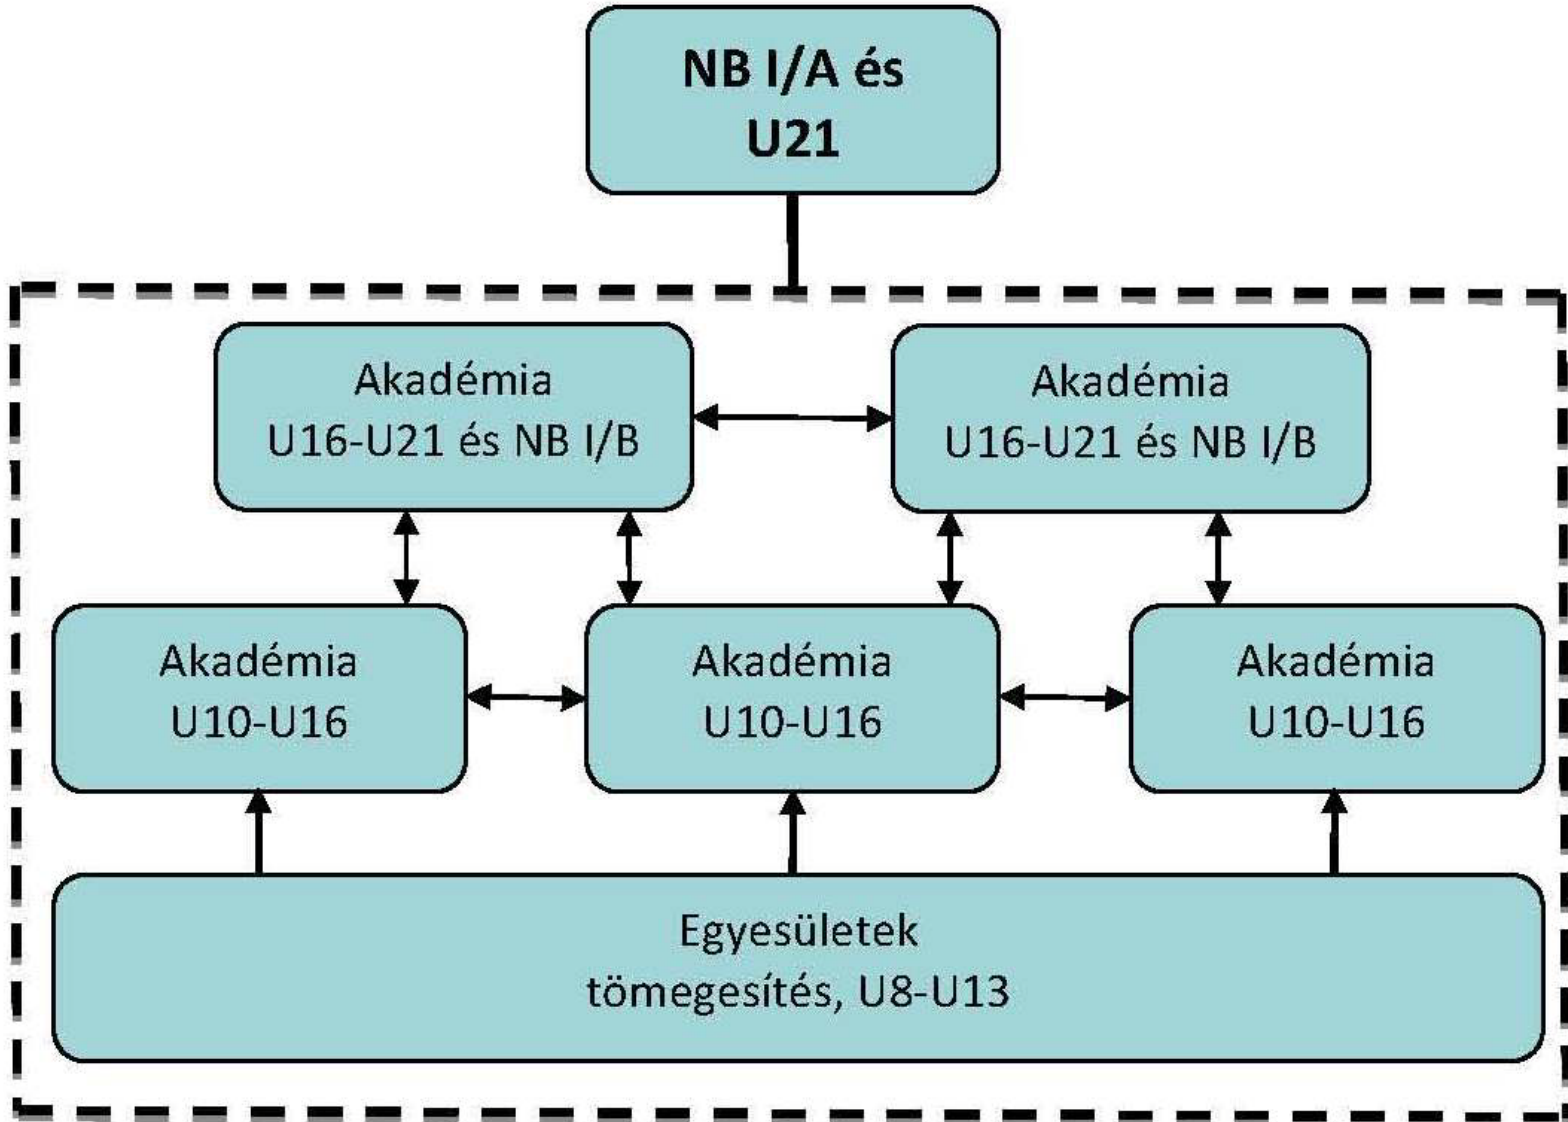 NB I/A és
U21
Akadémia
U16-U21 és NB I/B
Akadémia
U16-U21 és NB I/B
Akadémia
U10-U16
Akadémia
U10-U16
Akadémia
U10-U16
Egyesületek
tömegesítés, U8-U13